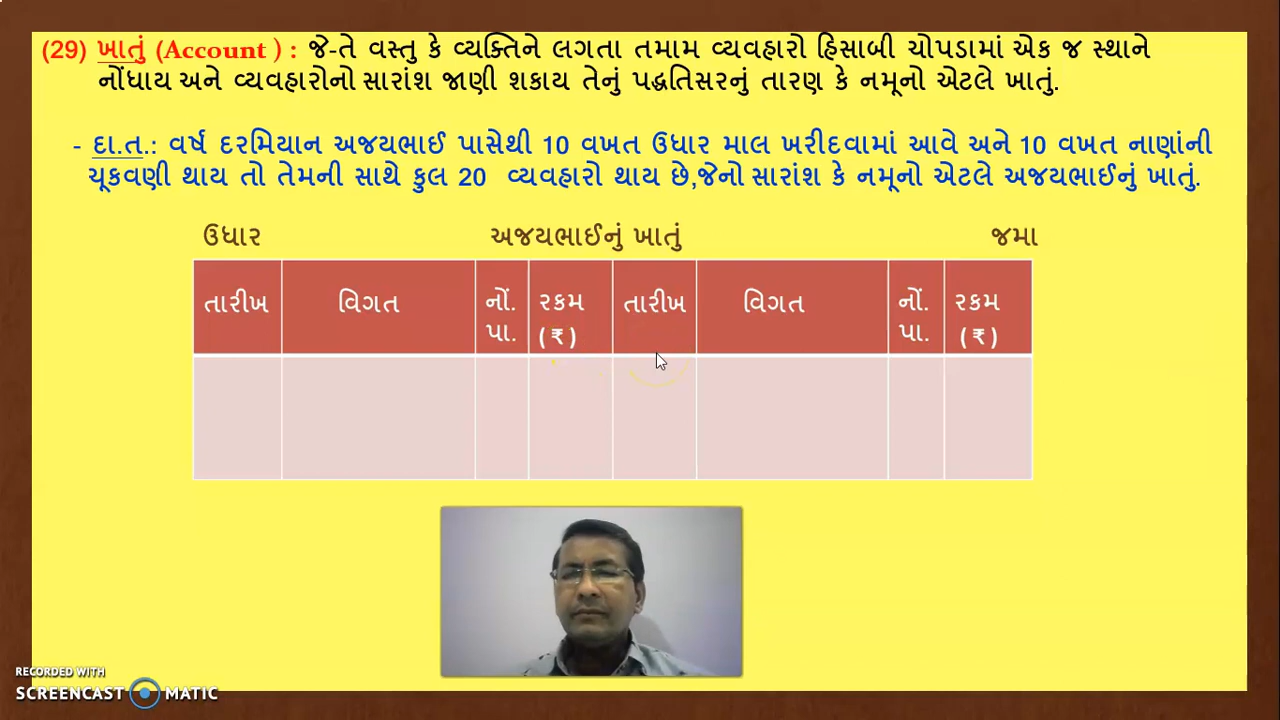 (29) ખાતું (Account ) : જે-તે વસ્તુ કે વ્યક્તિને લગતા તમામ વ્યવહારો હિસાબી ચોપડામાં એક જ સ્થાને
નોંધાય અને વ્યવહારોનો સારાંશ જાણી શકાય તેનું પદ્ધતિસરનું તારણ કે નમૂનો એટલે ખાતું.
- દા.ત.: વર્ષ દરમિયાન અજયભાઈ પાસેથી 10 વખત ઉધાર માલ ખરીદવામાં આવે અને 10 વખત નાણાંની
ચૂકવણી થાય તો તેમની સાથે કુલ 20 વ્યવહારો થાય છે,જેનો સારાંશ કે નમૂનો એટલે અજયભાઈનું ખાતું.
ઉધાર અજયભાઈનું ખાતું જમા
તારીખ વિગત નોં. રકમ તારીખ વિગત નોં. રકમ
પા. (₹) પા. (₹)
RECORDED WITH
SCREENCAST MATIC